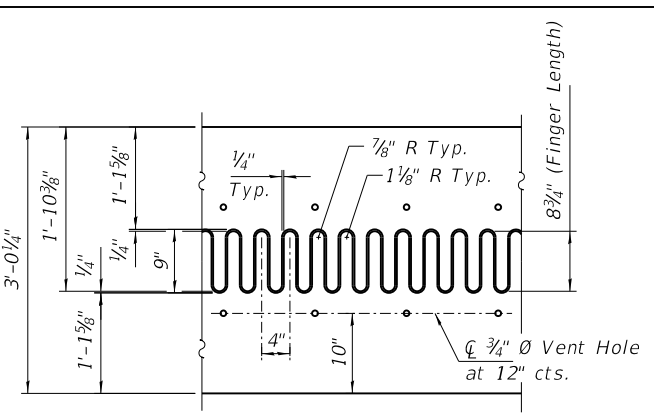 8¾" (Finger Length)
⅞" R Typ.
¼"
Typ.
1⅛" R Typ.
1'-1⅝"
1'-10⅜"
3'-0¼"
¼"
¼"
9"
1'-1⅝"
4"
10"
℄ ¾" Ø Vent Hole
at 12" cts.